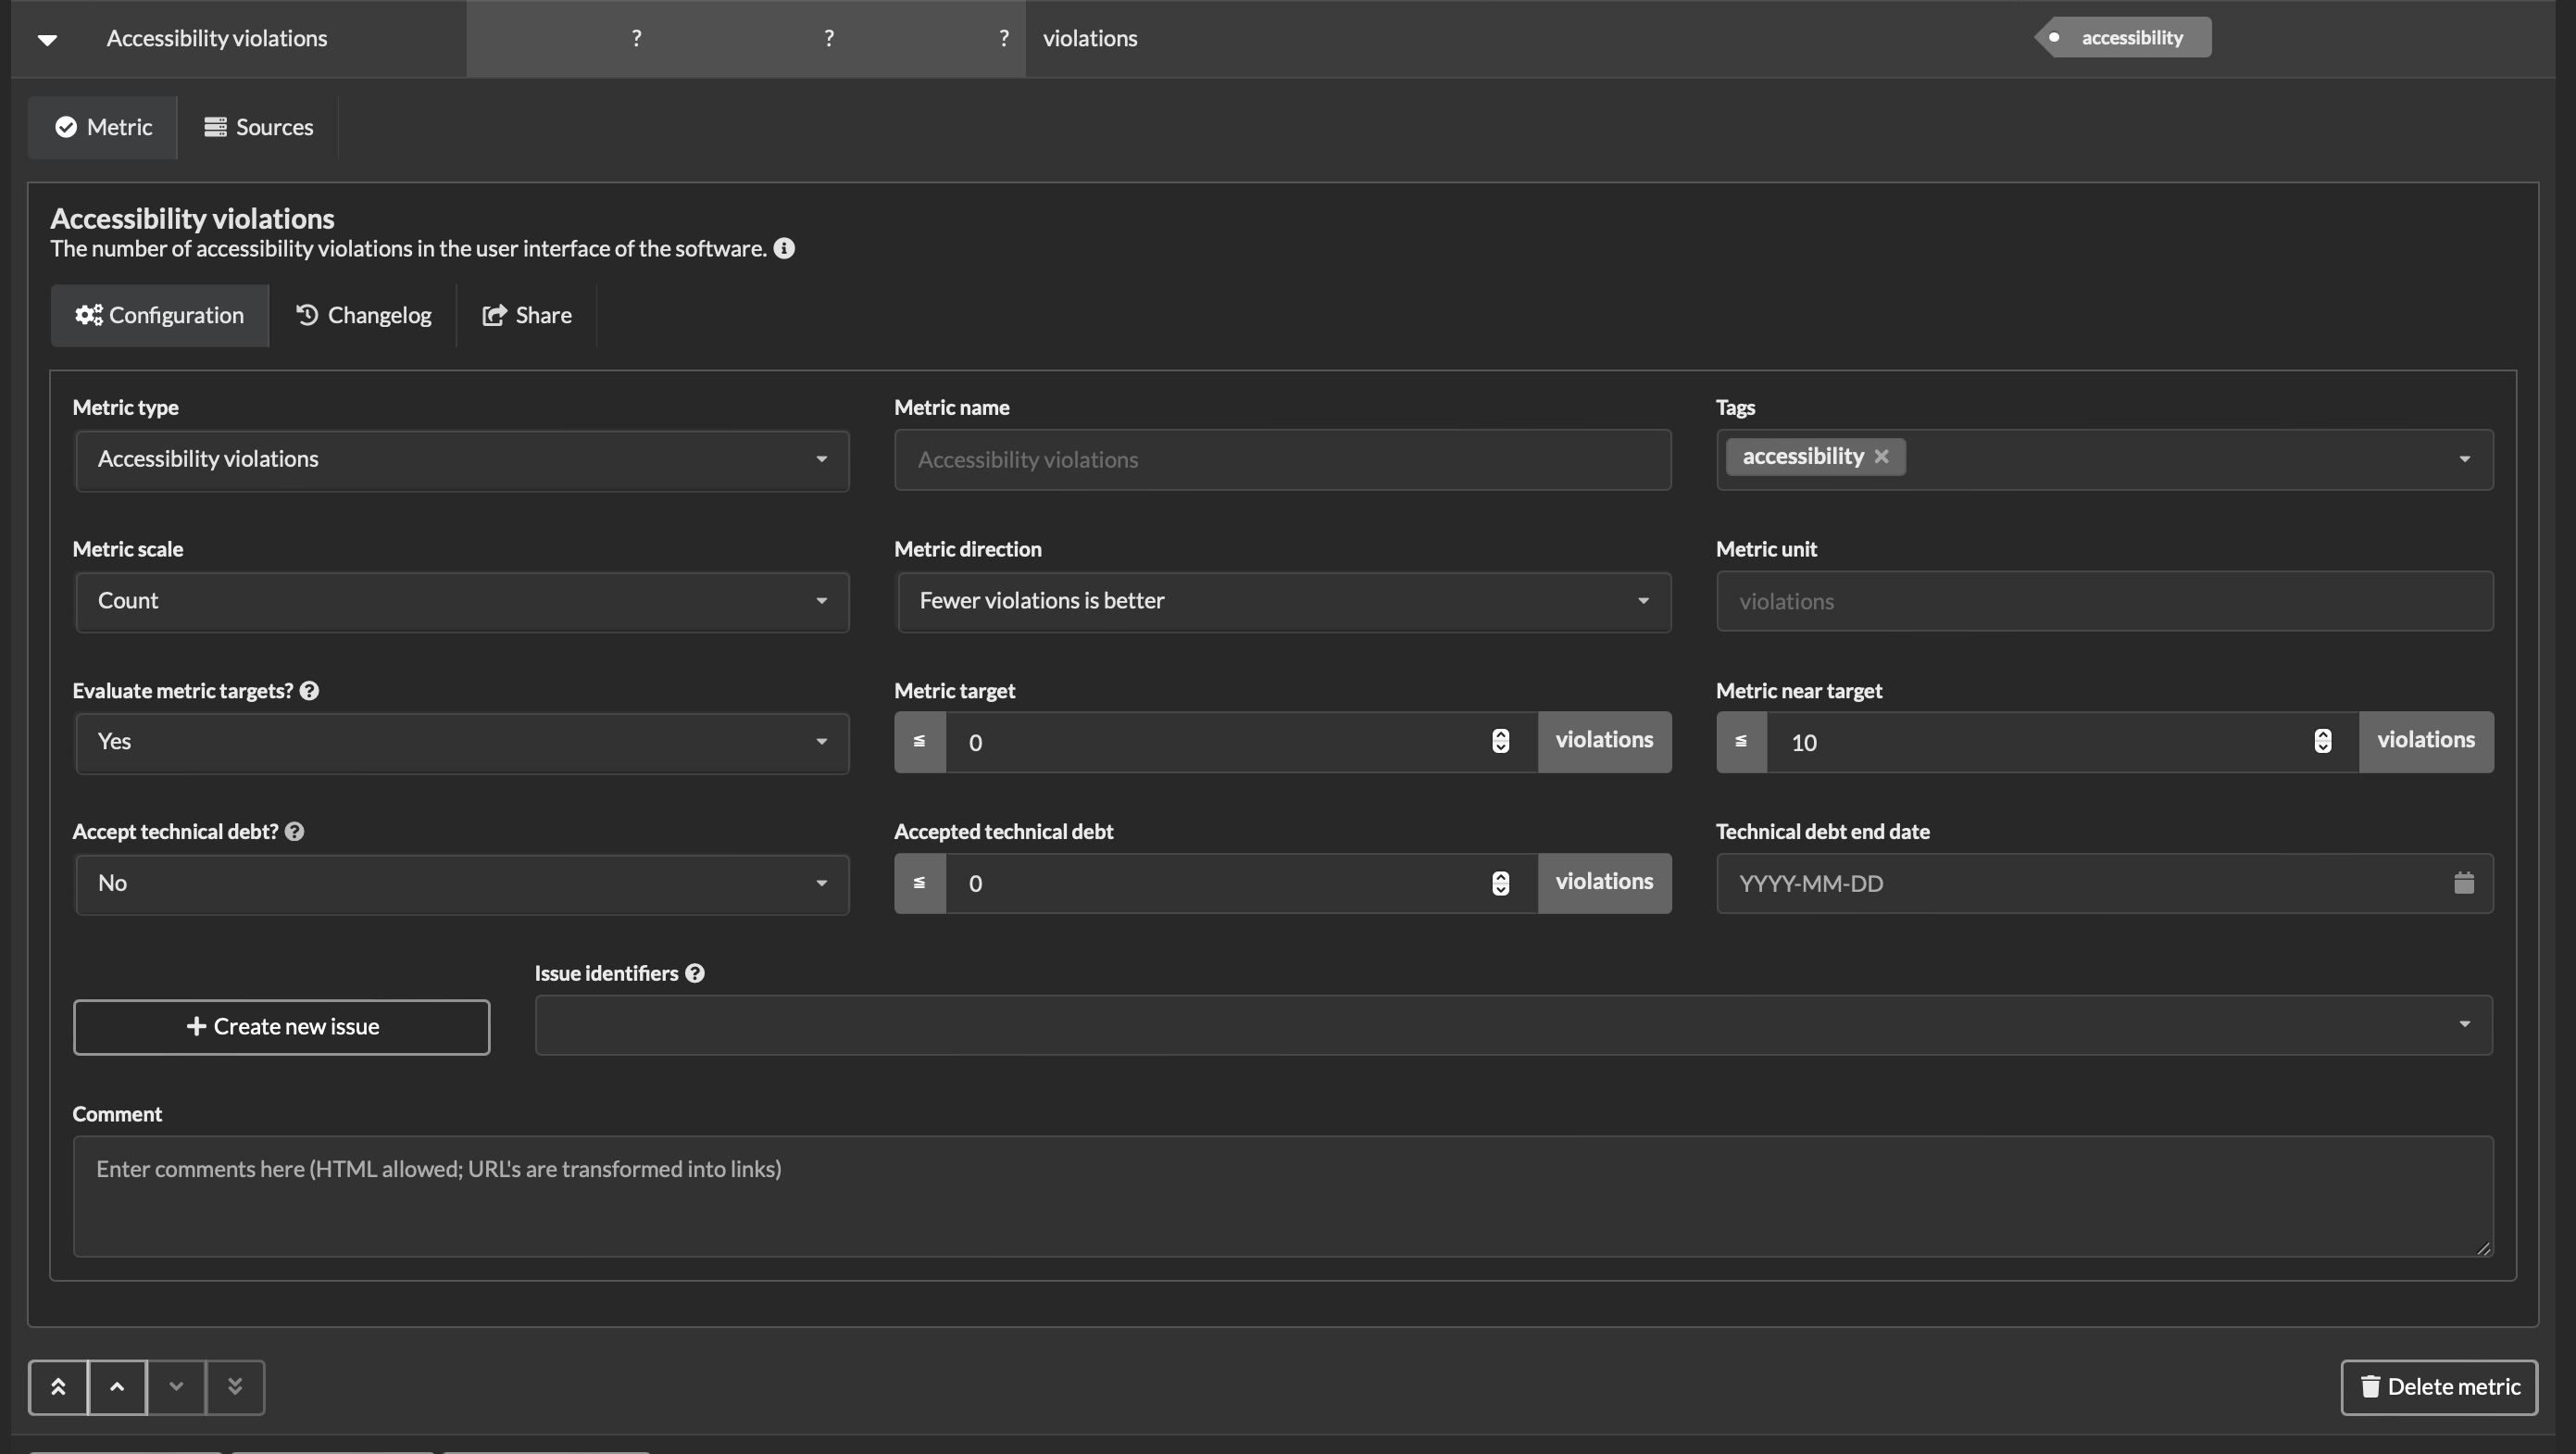 Accessibility violations ? ? ? violations accessibility
Metric Sources
Accessibility violations
The number of accessibility violations in the user interface of the software.
Configuration Changelog Share
Metric type Metric name Tags
Accessibility violations Accessibility violations accessibility
Metric scale Metric direction Metric unit
Count Fewer violations is better violations
Evaluate metric targets? Metric target Metric near target
Yes ≦ 0 violations ≦ 10 violations
Accept technical debt? Accepted technical debt Technical debt end date
No ≦ 0 violations YYYY-MM-DD
Issue identifiers
Create new issue
Comment
Enter comments here (HTML allowed; URL's are transformed into links)
Delete metric